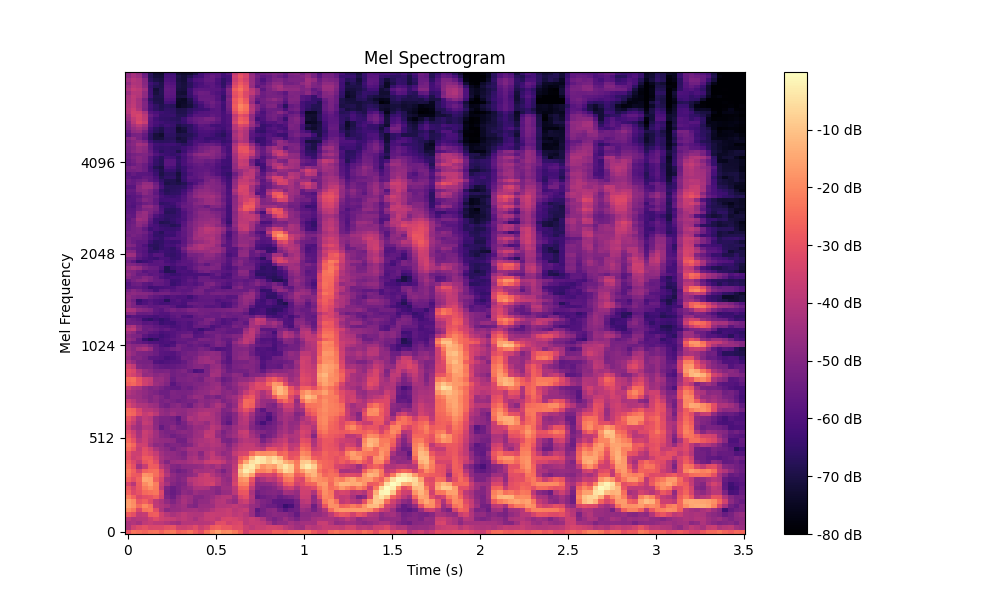 Mel Spectrogram
Mel Frequency
4096
2048
1024
512
0
0
0.5
1
1.5
2
2.5
3
3.5
Time (s)
-10 dB
-20 dB
-30 dB
-40 dB
-50 dB
-60 dB
-70 dB
-80 dB